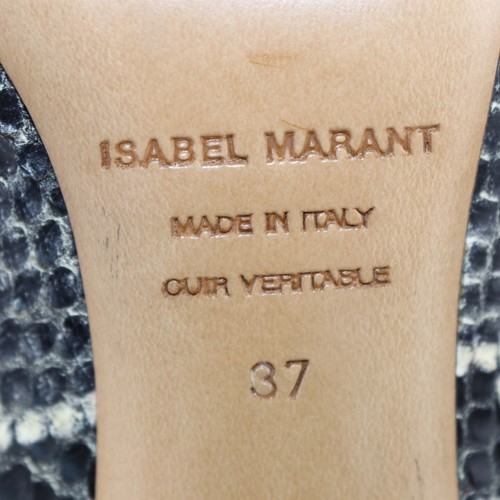 ISABEL MARANT
MADE IN ITALY
CUIR VERITABLE
37